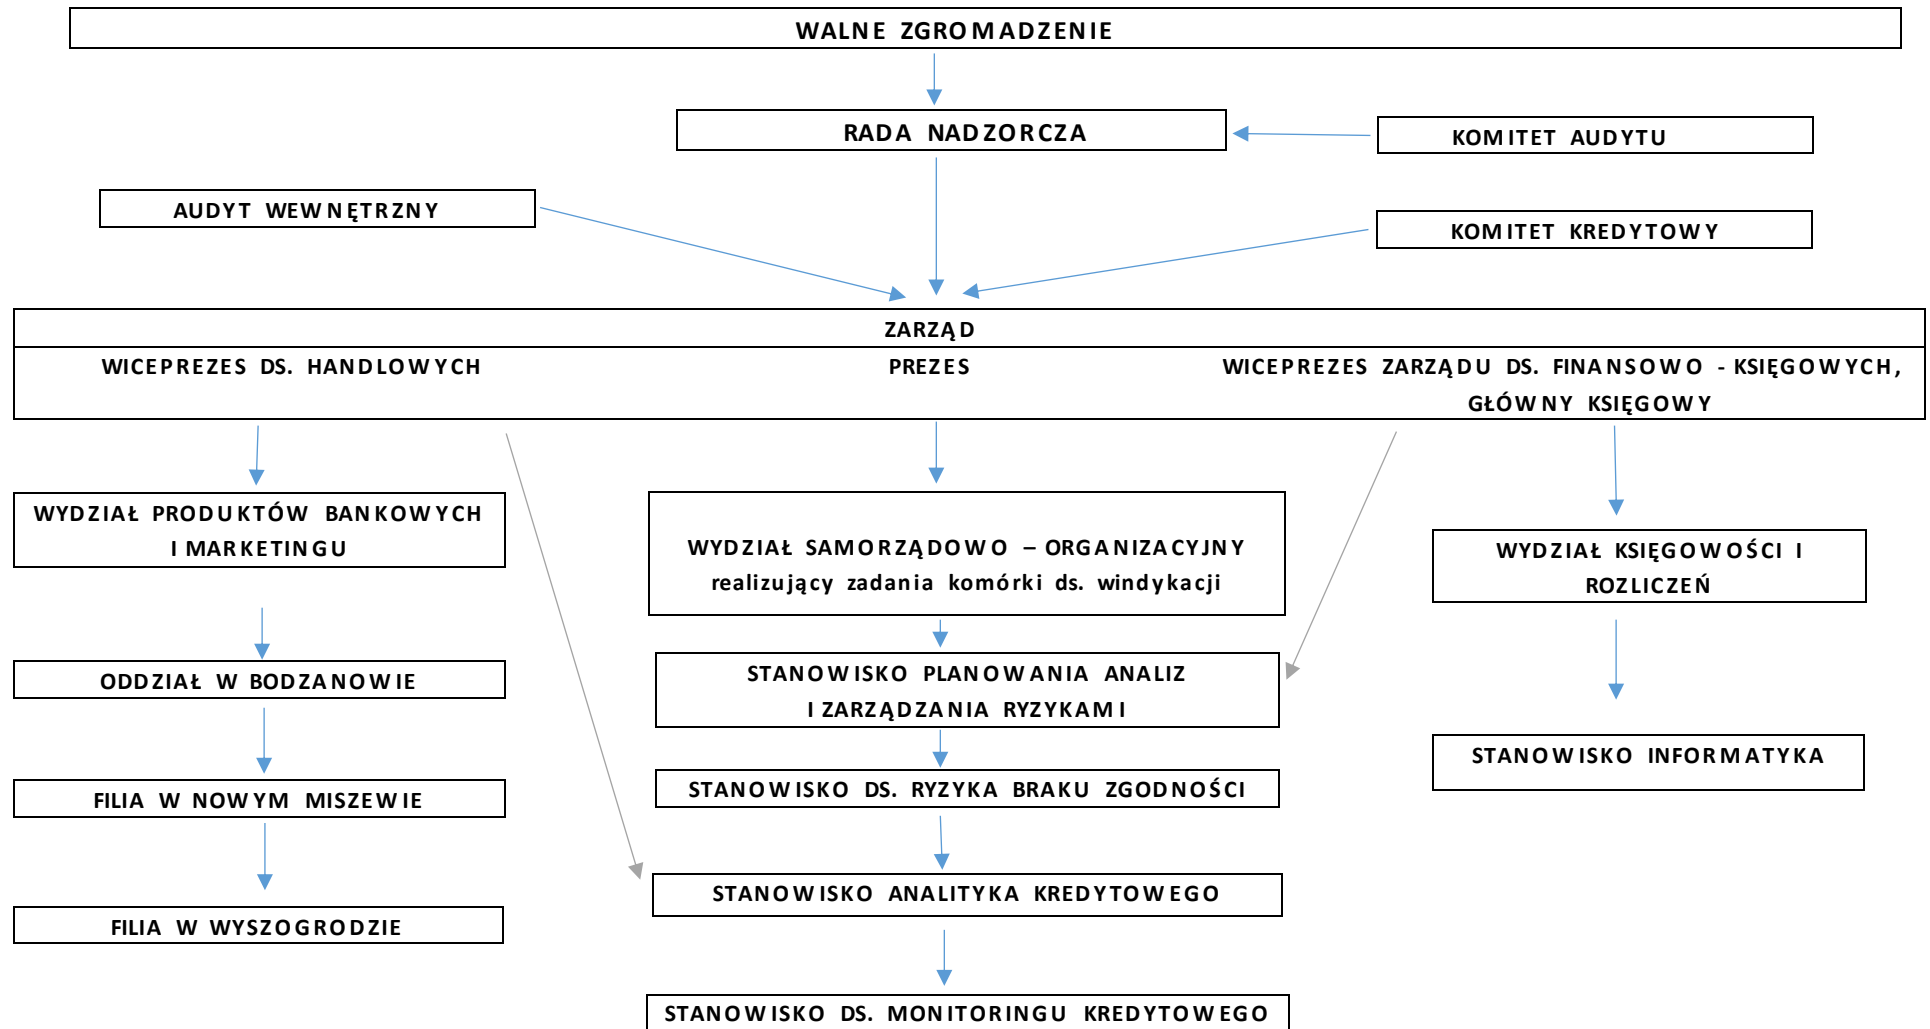 WALNE ZGROMADZENIE
RADA NADZORCZA
KOMITET AUDYTU
AUDYT WEWNĘTRZNY
KOMITET KREDYTOWY
ZARZĄD
WICEPREZES DS. HANDLOWYCH
PREZES
WICEPREZES ZARZĄDU DS. FINANSOWO - KSIĘGOWYCH,
GŁÓWNY KSIĘGOWY
WYDZIAŁ PRODUKTÓW BANKOWYCH
I MARKETINGU
ODDZIAŁ W BODZANOWIE
FILIA W NOWYM MISZEWIE
FILIA W WYSZOGRODZIE
WYDZIAŁ SAMORZĄDOWO – ORGANIZACYJNY
realizujący zadania komórki ds. windykacji
STANOWISKO PLANOWANIA ANALIZ
I ZARZĄDZANIA RYZYKAMI
STANOWISKO DS. RYZYKA BRAKU ZGODNOŚCI
STANOWISKO ANALITYKA KREDYTOWEGO
STANOWISKO DS. MONITORINGU KREDYTOWEGO
WYDZIAŁ KSIĘGOWOŚCI I
ROZLICZEŃ
STANOWISKO INFORMATYKA